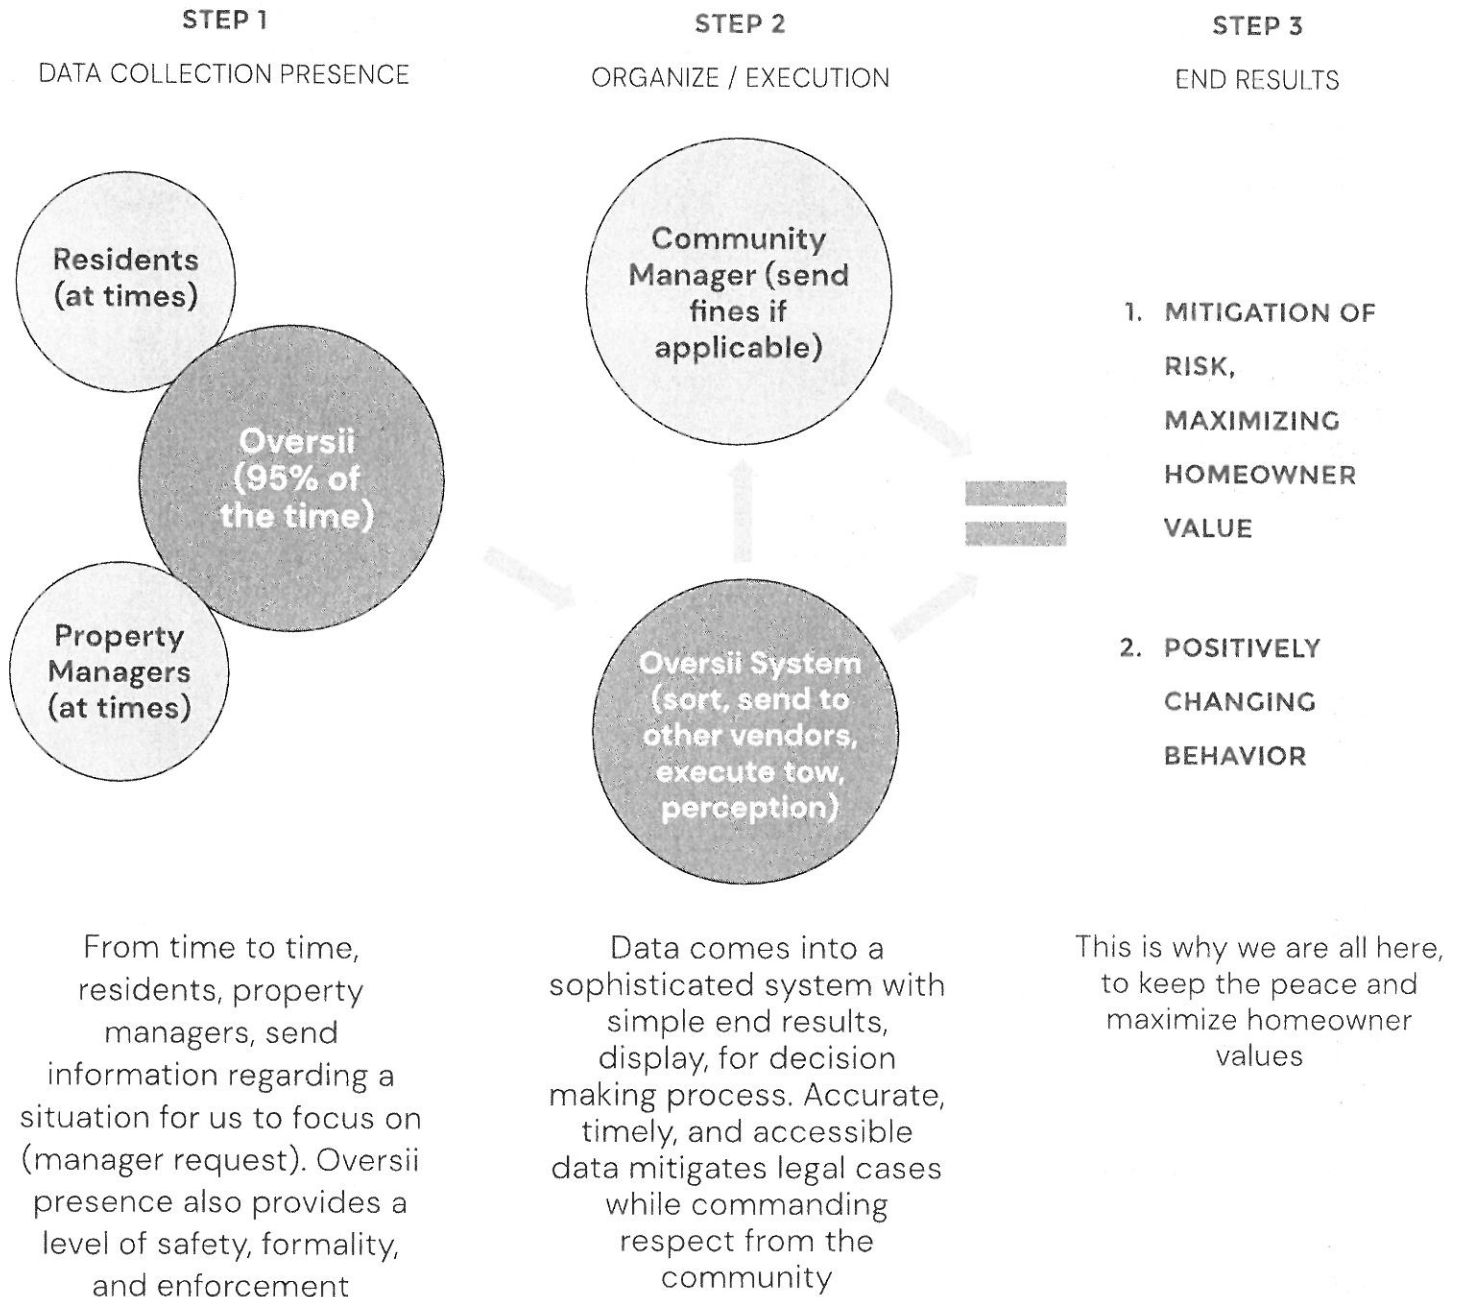 STEP 1
DATA COLLECTION PRESENCE
Residents
(at times)
Oversii
(95% of
the time)
Property
Managers
(at times)
From time to time,
residents, property
managers, send
information regarding a
situation for us to focus on
(manager request). Oversii
presence also provides a
level of safety, formality,
and enforcement
STEP 2
ORGANIZE / EXECUTION
Community
Manager (send
fines if
applicable)
Oversii System
(sort, send to
other vendors,
execute tow,
perception)
Data comes into a
sophisticated system with
simple end results,
display, for decision
making process. Accurate,
timely, and accessible
data mitigates legal cases
while commanding
respect from the
community
STEP 3
END RESULTS
1. MITIGATION OF
RISK,
MAXIMIZING
HOMEOWNER
VALUE
2. POSITIVELY
CHANGING
BEHAVIOR
This is why we are all here,
to keep the peace and
maximize homeowner
values